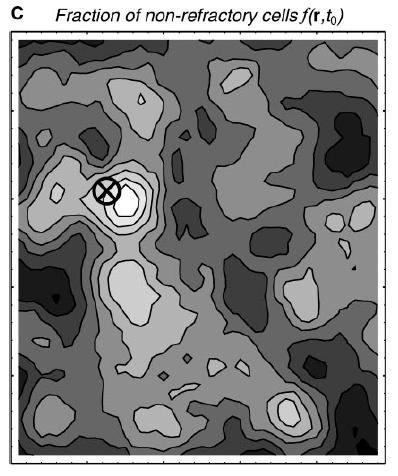 C Fraction of non-refractory cells f(r,t₀)